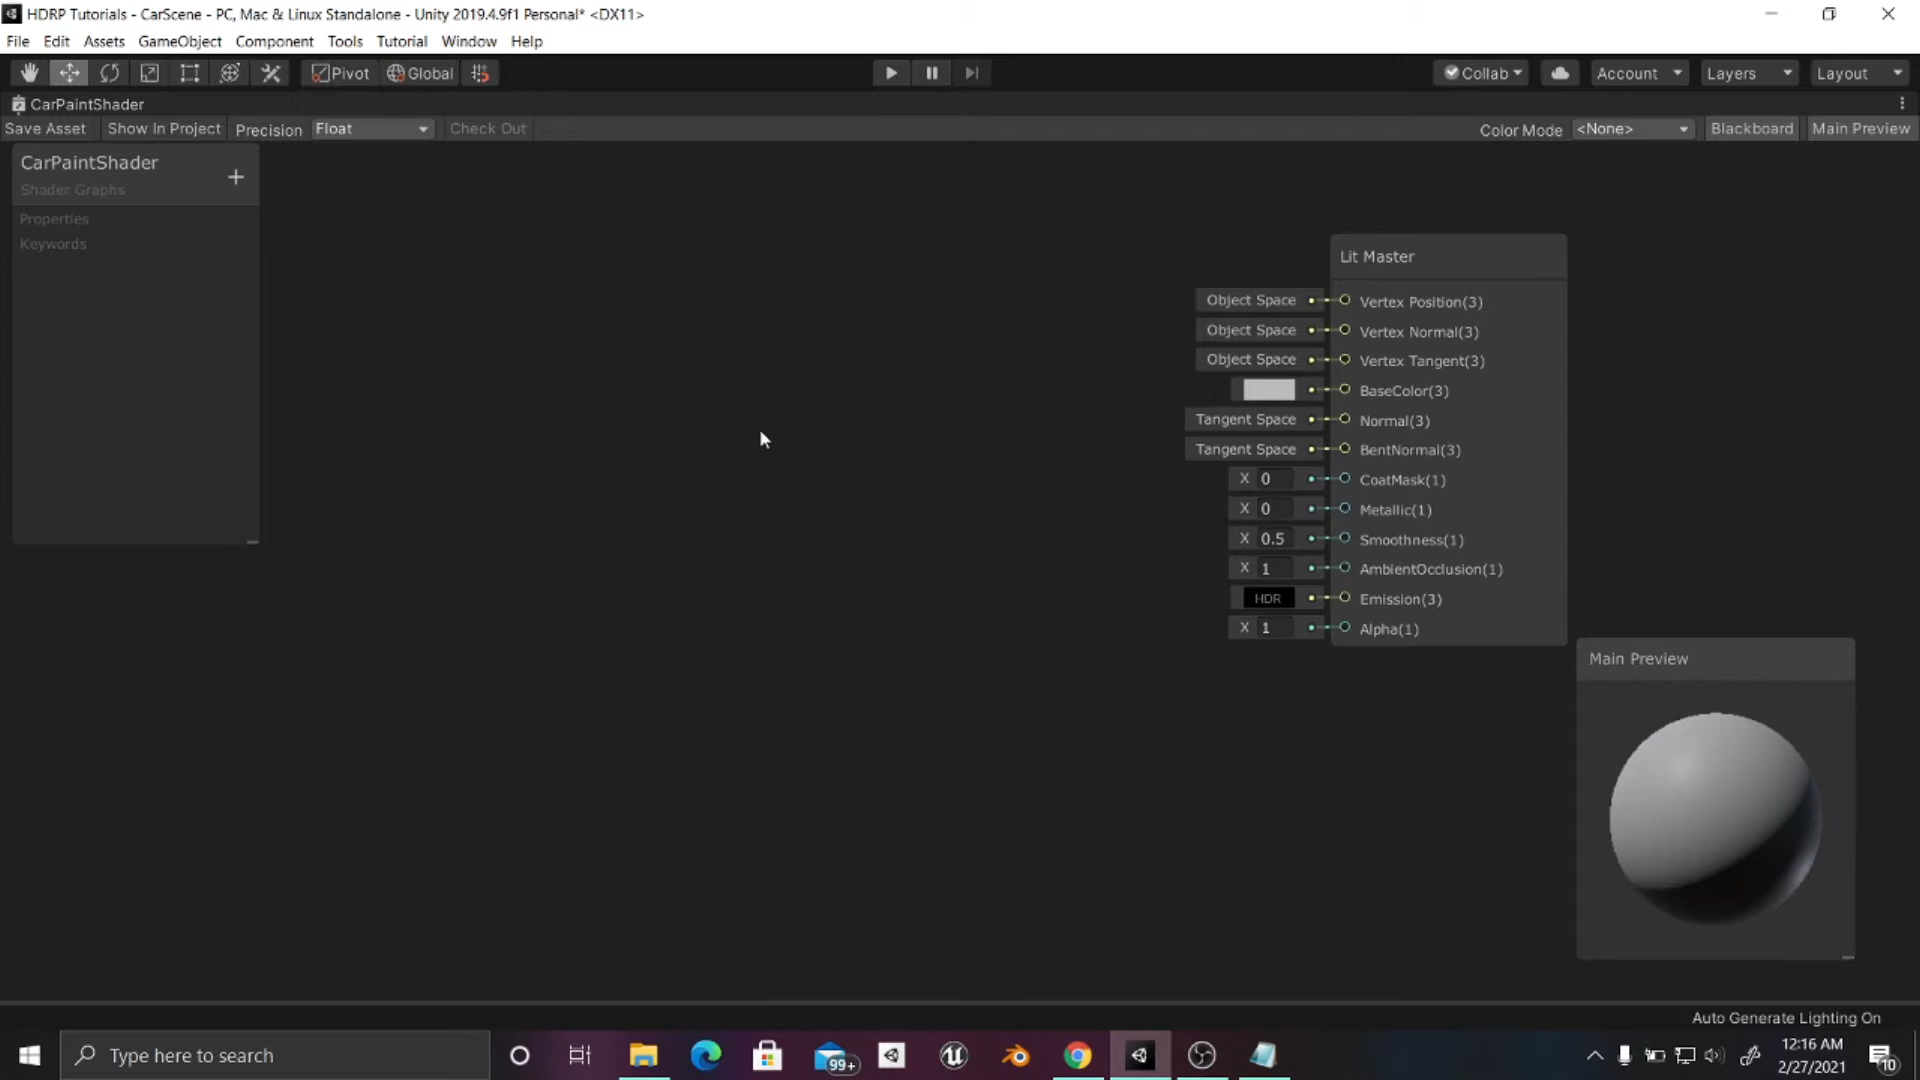 HDRP Tutorials - CarScene - PC, Mac & Linux Standalone - Unity 2019.4.9f1 Personal* <DX11>
File Edit Assets GameObject Component Tools Tutorial Window Help
Pivot Global Collab Account Layers Layout
CarPaintShader
Save Asset Show In Project Precision Float Check Out Color Mode <None> Blackboard Main Preview
CarPaintShader
Shader Graphs
Properties
Keywords
Lit Master
Object Space Vertex Position(3)
Object Space Vertex Normal(3)
Object Space Vertex Tangent(3)
BaseColor(3)
Tangent Space Normal(3)
Tangent Space BentNormal(3)
X 0 CoatMask(1)
X 0 Metallic(1)
X 0.5 Smoothness(1)
X 1 AmbientOcclusion(1)
HDR Emission(3)
X 1 Alpha(1)
Main Preview
Auto Generate Lighting On
Type here to search
99+
12:16 AM
2/27/2021
10